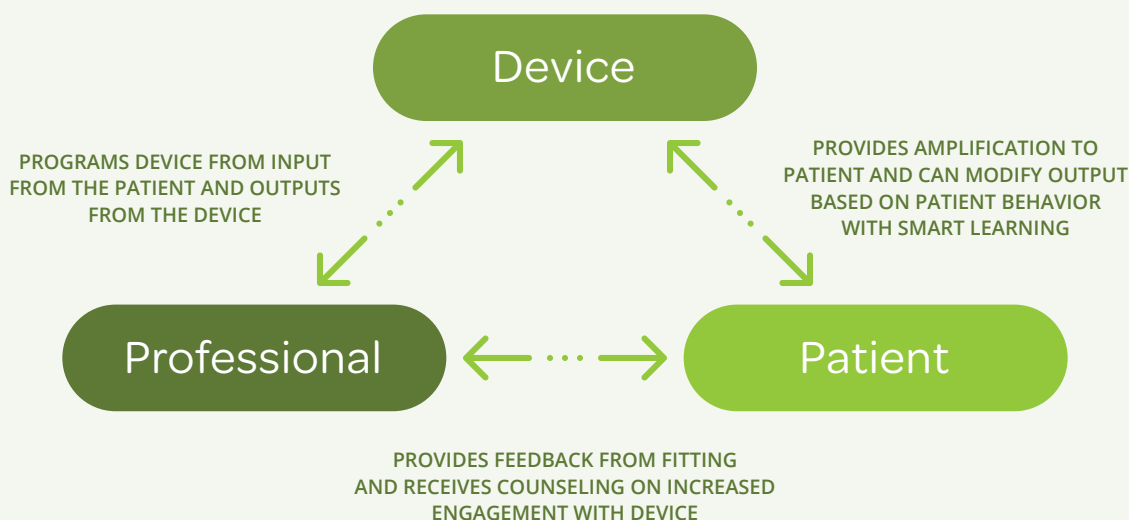 Device
PROGRAMS DEVICE FROM INPUT
FROM THE PATIENT AND OUTPUTS
FROM THE DEVICE
PROVIDES AMPLIFICATION TO
PATIENT AND CAN MODIFY OUTPUT
BASED ON PATIENT BEHAVIOR
WITH SMART LEARNING
Professional
Patient
PROVIDES FEEDBACK FROM FITTING
AND RECEIVES COUNSELING ON INCREASED
ENGAGEMENT WITH DEVICE